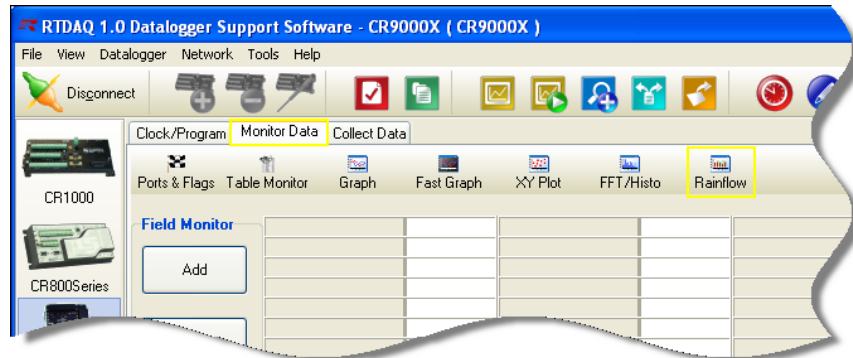 RTDAQ 1.0 Datalogger Support Software - CR9000X ( CR9000X )
File View Datalogger Network Tools Help
Disconnect
Clock/Program Monitor Data Collect Data
Ports & Flags Table Monitor Graph Fast Graph XY Plot FFT/Histo Rainflow
CR1000
Field Monitor
Add
CR800Series